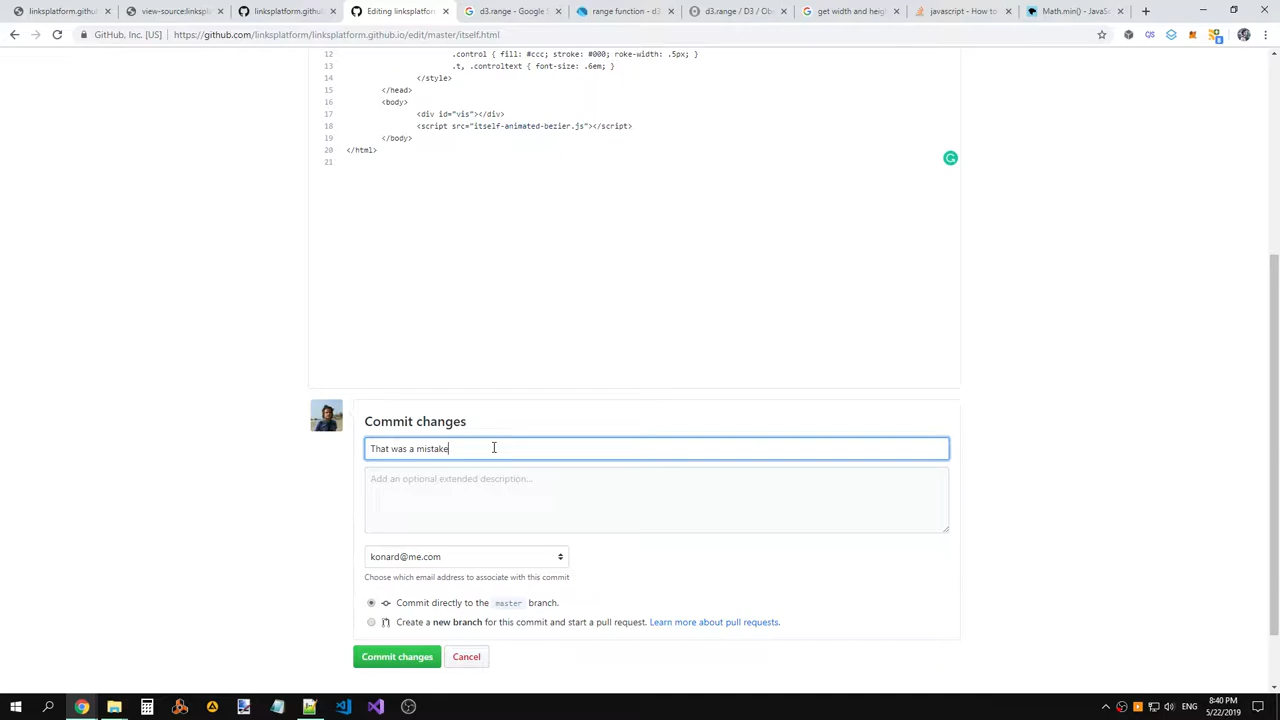 linksplatform.github.
view-source:linksplat
linksplatform/linksplatform.github.
Editing linksplatform
d3.range - Google S
range function - d3
d3.range / D3 / Obs
get width and heigh
javascript - How to
Math.min() - JavaSc
GitHub, Inc. [US]
https://github.com/linksplatform/linksplatform.github.io/edit/master/itself.html
12 .control { fill: #ccc; stroke: #000; roke-width: .5px; }
13 .t, .controltext { font-size: .6em; }
14 </style>
15 </head>
16 <body>
17 <div id="vis"></div>
18 <script src="itself-animated-bezier.js"></script>
19 </body>
20 </html>
21
Commit changes
That was a mistake
Add an optional extended description...
konard@me.com
Choose which email address to associate with this commit
Commit directly to the master branch.
Create a new branch for this commit and start a pull request. Learn more about pull requests.
Commit changes
Cancel
ENG
8:40 PM
5/22/2019